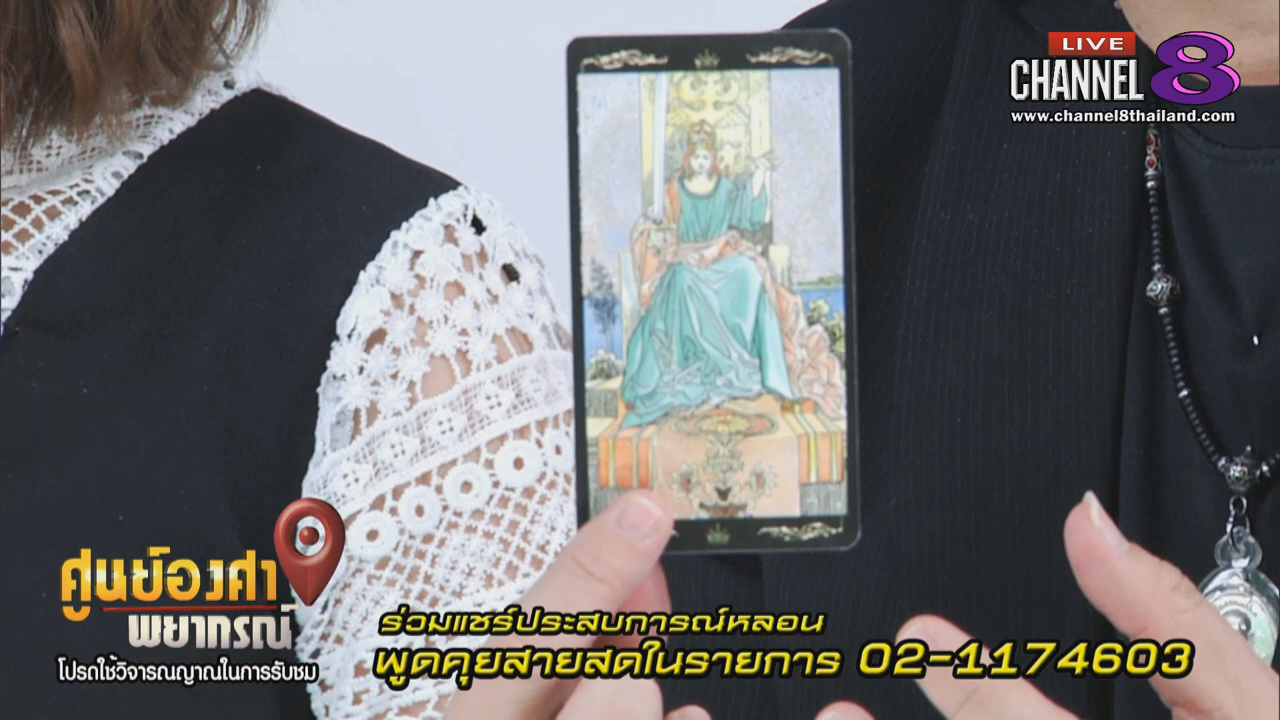 LIVE
CHANNEL 8
www.channel8thailand.com
ศูนย์องศา
พยากรณ์
โปรดใช้วิจารณญาณในการรับชม
ร่วมแชร์ประสบการณ์หลอน
พูดคุยสายสดในรายการ 02-1174603